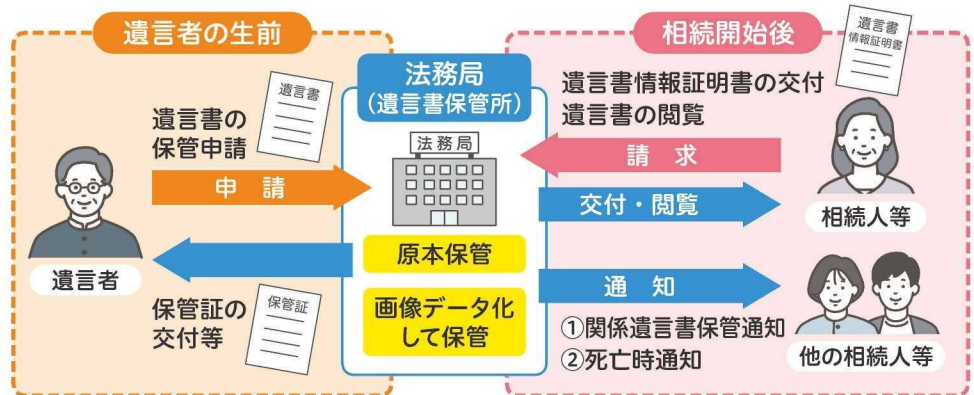 遺言者の生前
遺言書の
保管申請
遺言書
申 請
遺言者
保管証の
交付等
保管証
法務局
（遺言書保管所）
法務局
原本保管
画像データ化
して保管
相続開始後
遺言書
情報証明書
遺言書情報証明書の交付
遺言書の閲覧
請 求
交付・閲覧
相続人等
通 知
①関係遺言書保管通知
②死亡時通知
他の相続人等